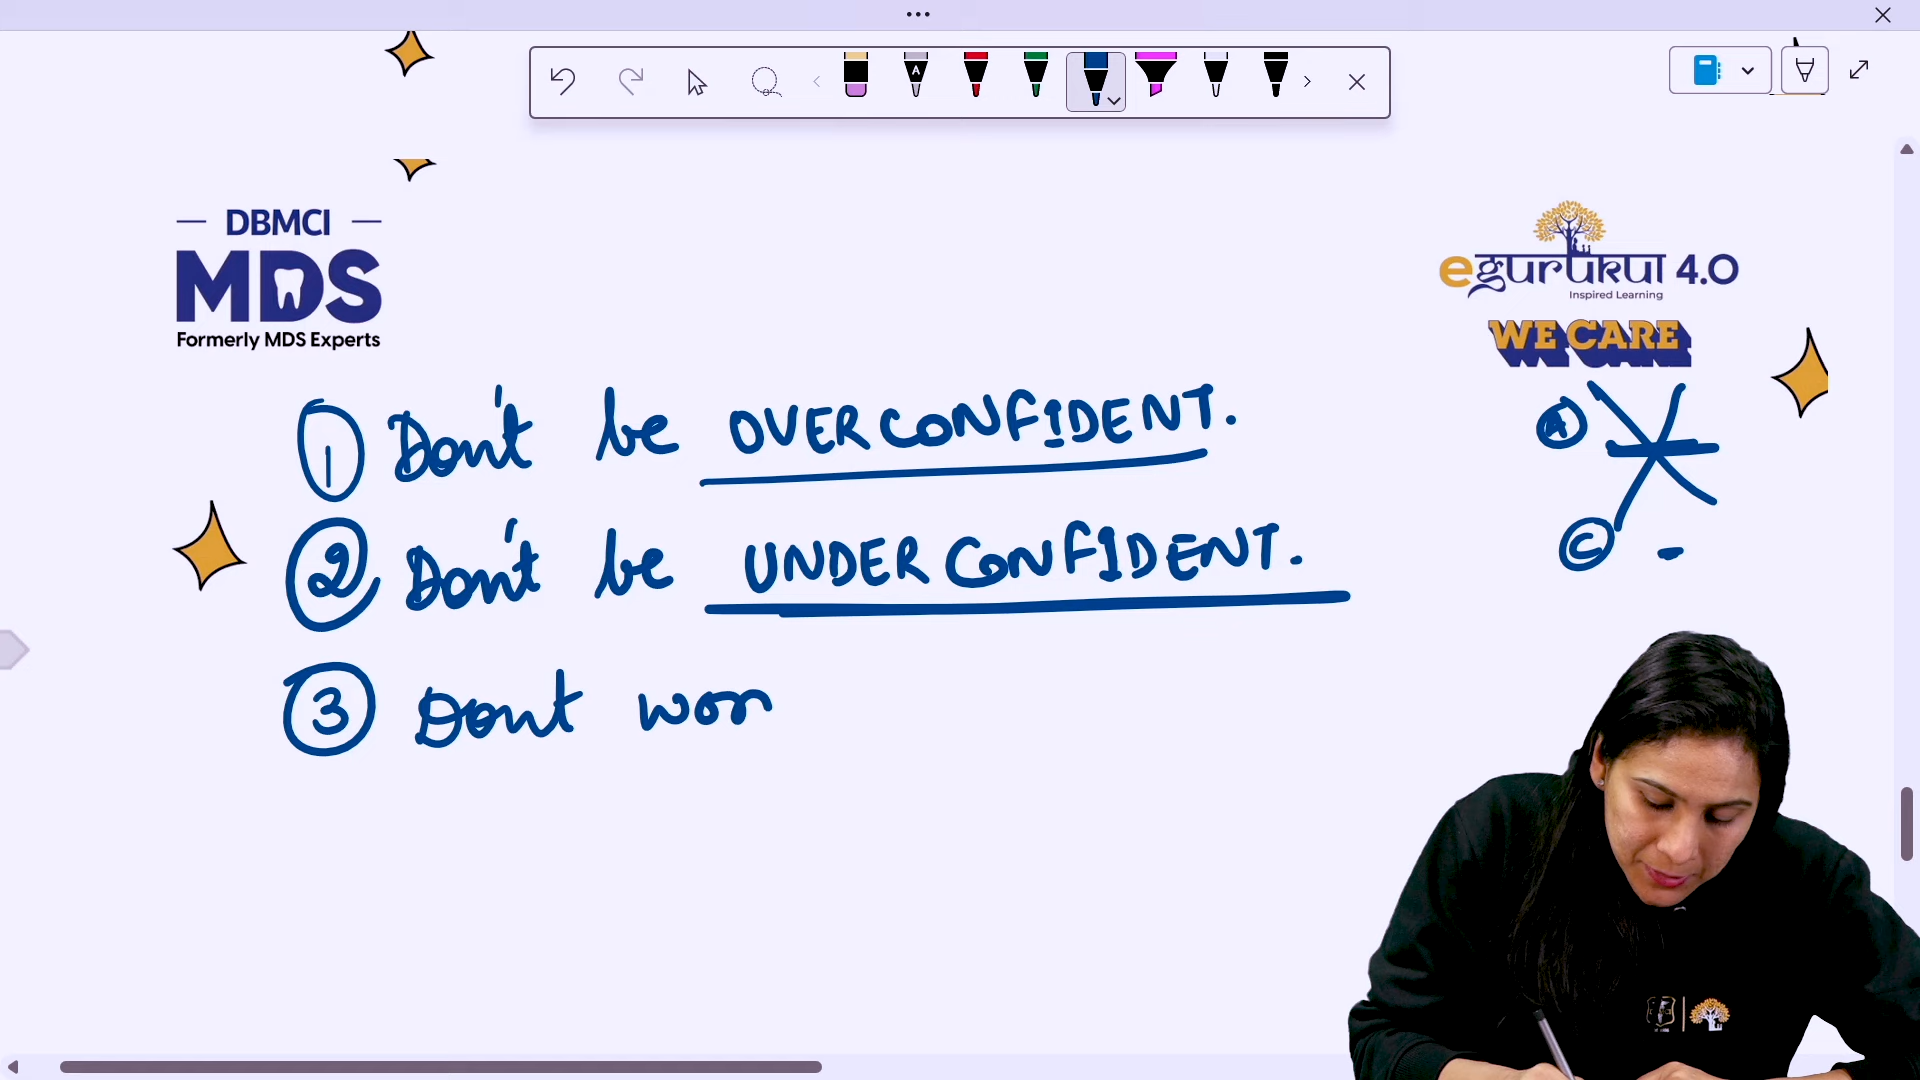 DBMCI
MDS
Formerly MDS Experts
eGURUKUL 4.0
Inspired Learning
WE CARE
① Don't be OVERCONFIDENT.
② Don't be UNDERCONFIDENT.
③ Dont wor
Ⓐ
Ⓒ -
A